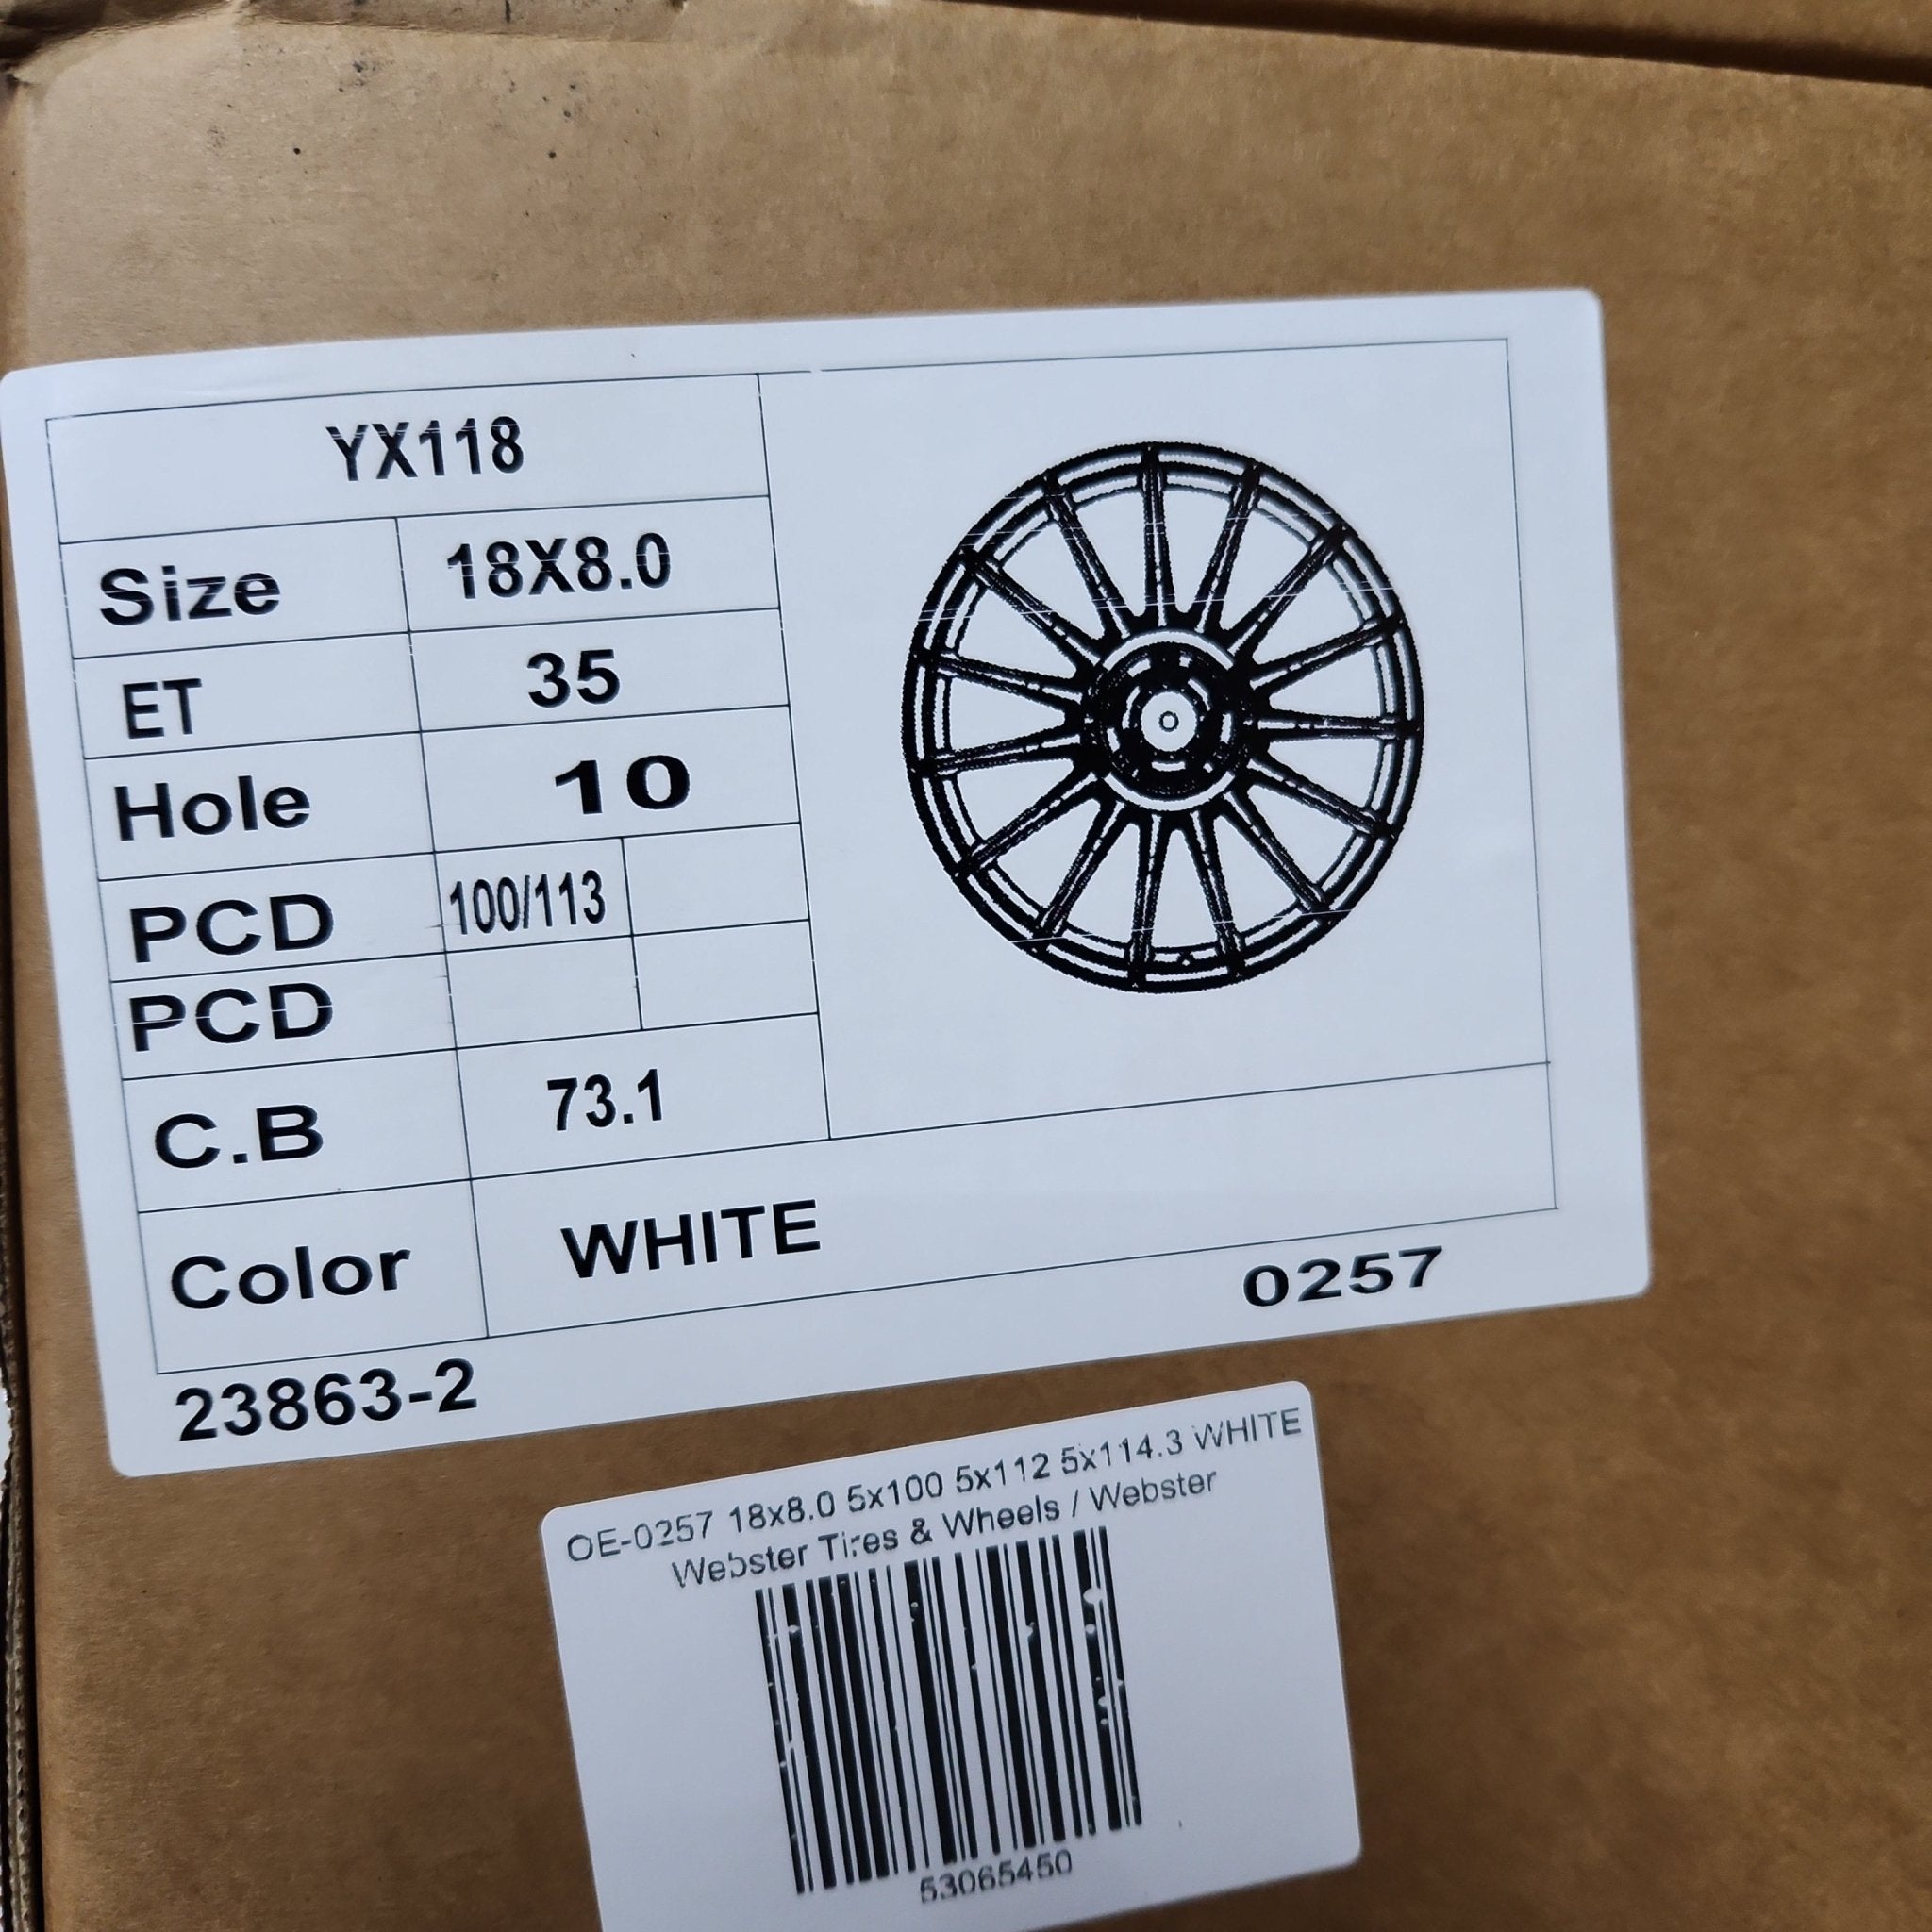 YX118
Size 18X8.0
ET 35
Hole 10
PCD 100/113
PCD
C.B 73.1
Color WHITE
23863-2 0257
OE-0257 18x8.0 5x100 5x112 5x114.3 WHITE
Webster Tires & Wheels / Webster
53065450